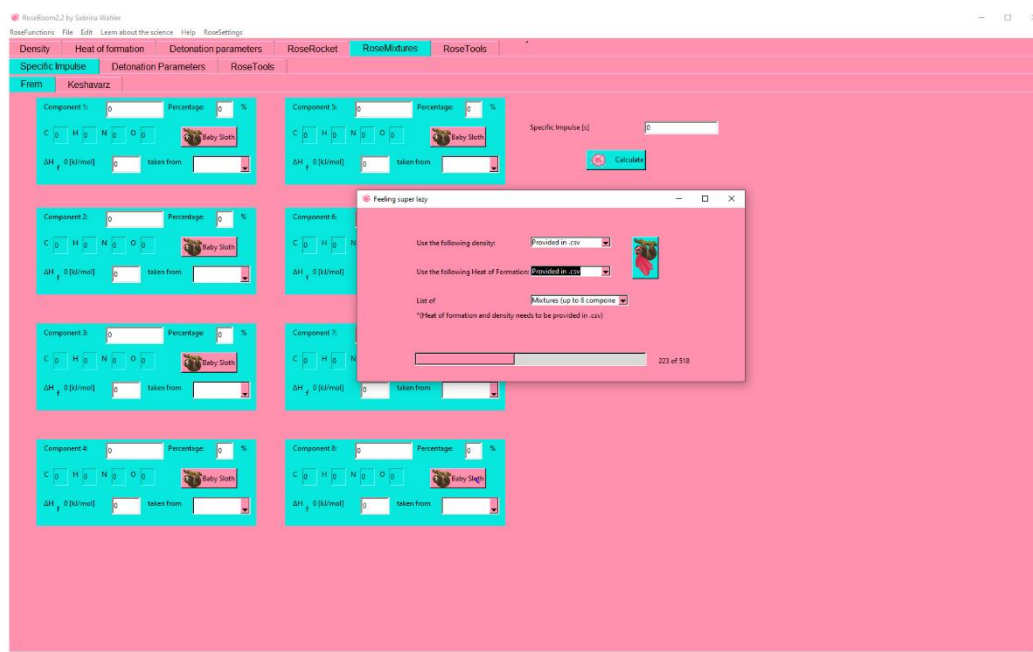 RoseBoom2.2 by Sabrina Wahler
RoseFunctions File Edit Learn about the science Help RoseSettings
Density Heat of formation Detonation parameters RoseRocket RoseMixtures RoseTools
Specific Impulse Detonation Parameters RoseTools
Frem Keshavarz
Component 1: 0 Percentage: 0 %
C 0 H 0 N 0 O 0 Baby Sloth
ΔH f 0 [kJ/mol] 0 taken from
Component 5: 0 Percentage: 0 %
C 0 H 0 N 0 O 0 Baby Sloth
ΔH f 0 [kJ/mol] 0 taken from
Specific Impulse [s] 0
Calculate
Component 2: 0 Percentage: 0 %
C 0 H 0 N 0 O 0 Baby Sloth
ΔH f 0 [kJ/mol] 0 taken from
Component 6:
C 0 H 0 N
ΔH f 0 [kJ/mol]
Feeling super lazy
Use the following density: Provided in .csv
Use the following Heat of Formation: Provided in .csv
List of Mixtures (up to 8 compone
*(Heat of formation and density needs to be provided in .csv)
223 of 518
Component 3: 0 Percentage: 0 %
C 0 H 0 N 0 O 0 Baby Sloth
ΔH f 0 [kJ/mol] 0 taken from
Component 7:
C 0 H 0 N
ΔH f 0 [kJ/mol] 0 taken from
Component 4: 0 Percentage: 0 %
C 0 H 0 N 0 O 0 Baby Sloth
ΔH f 0 [kJ/mol] 0 taken from
Component 8: 0 Percentage: 0 %
C 0 H 0 N 0 O 0 Baby Sloth
ΔH f 0 [kJ/mol] 0 taken from